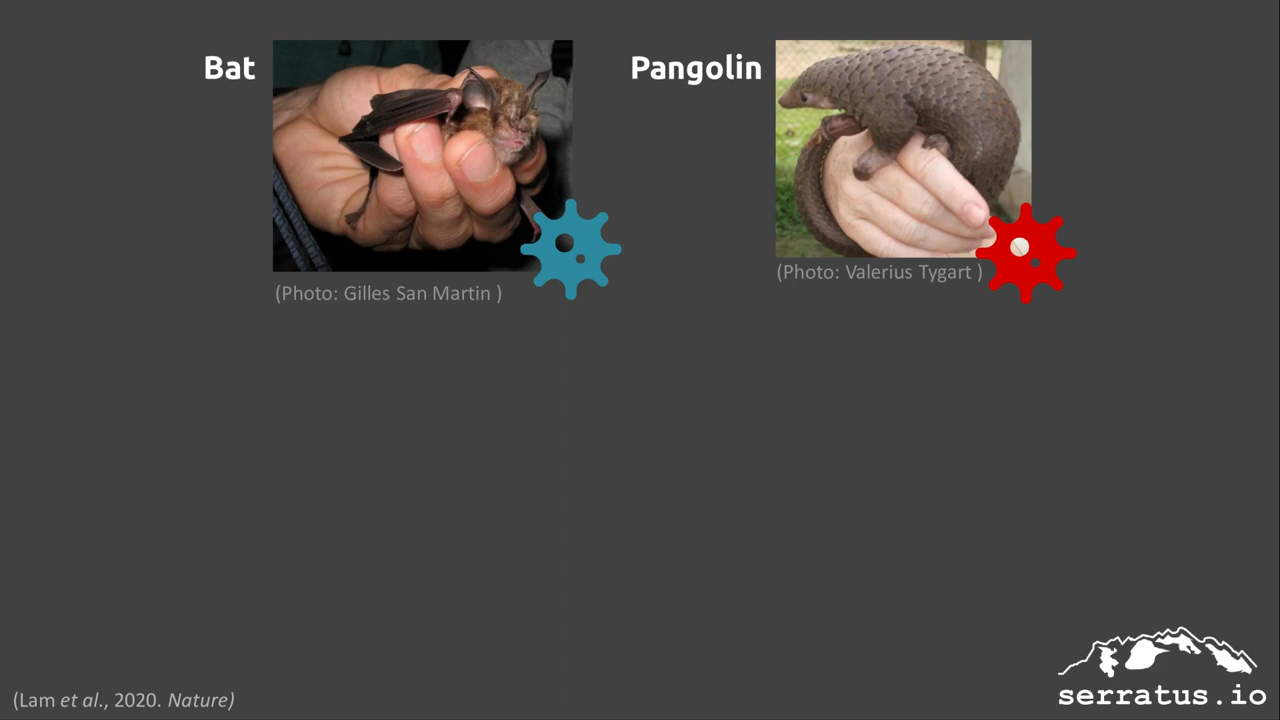 Bat
Pangolin
(Photo: Gilles San Martin )
(Photo: Valerius Tygart )
(Lam et al., 2020. Nature)
serratus.io